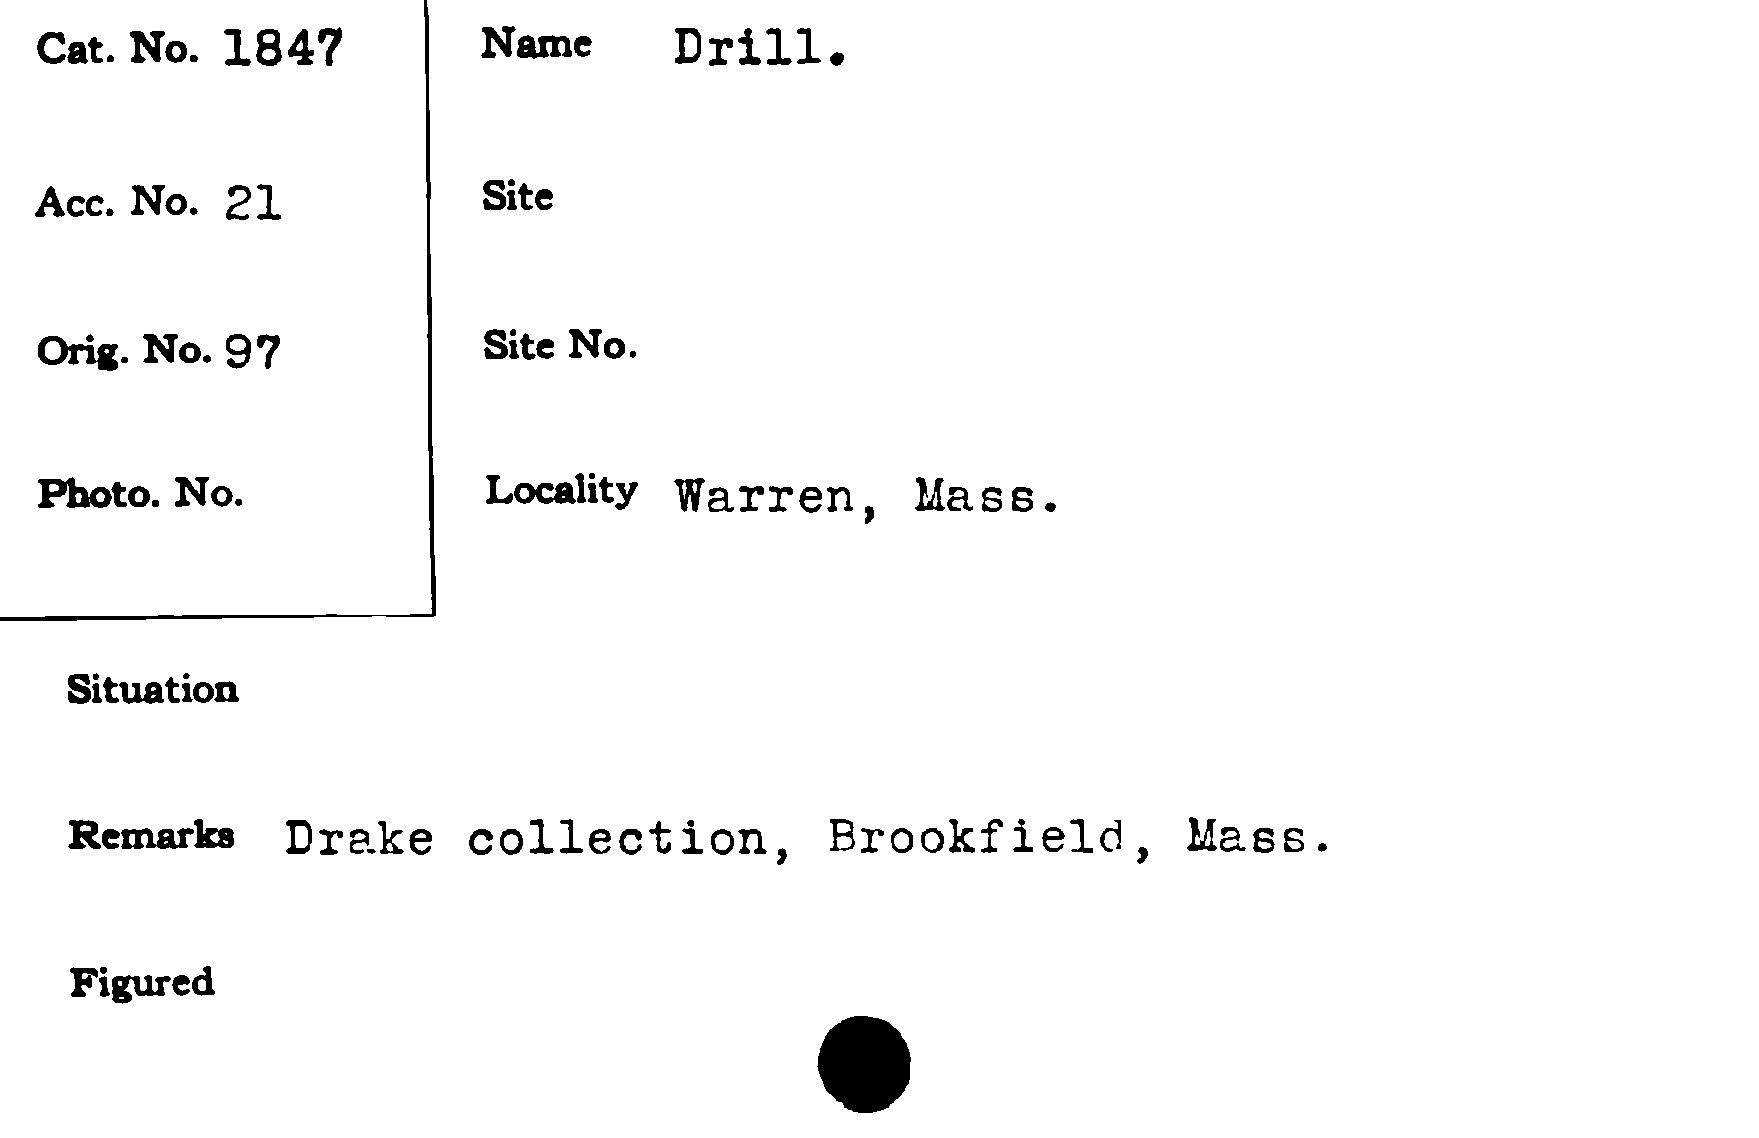 Cat. No. 1847
Acc. No. 21
Orig. No. 97
Photo. No.
Name Drill.
Site
Site No.
Locality Warren, Mass.
Situation
Remarks Drake collection, Brookfield, Mass.
Figured